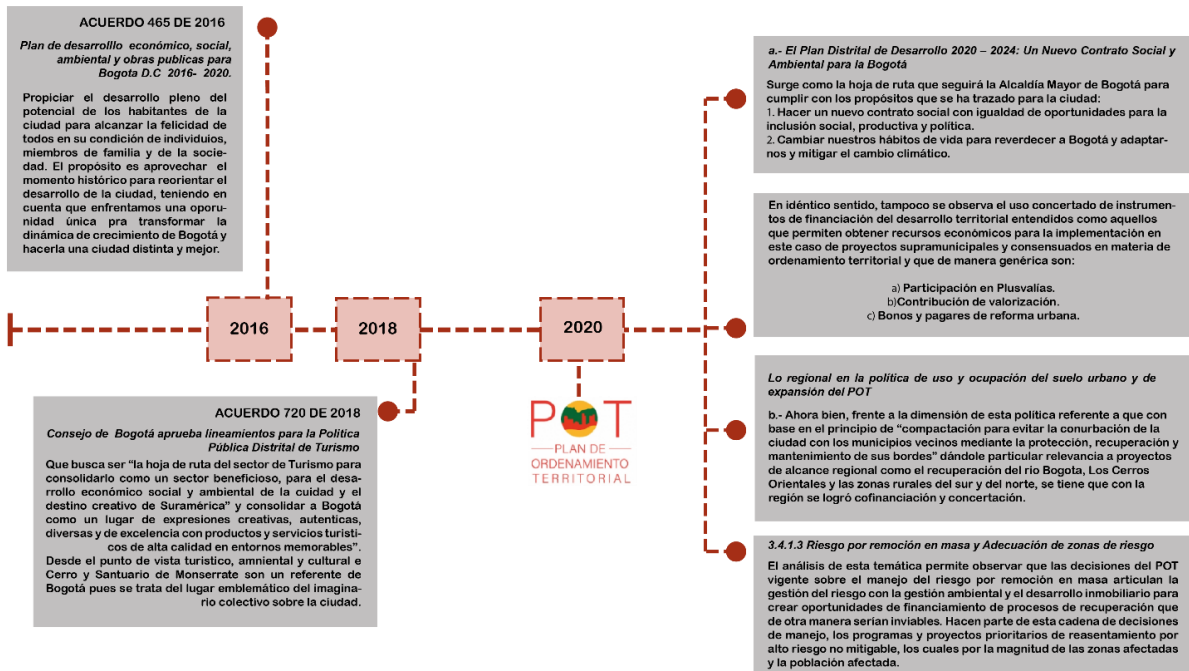 ACUERDO 465 DE 2016
Plan de desarrolllo económico, social,
ambiental y obras publicas para
Bogota D.C 2016- 2020.
Propiciar el desarrollo pleno del
potencial de los habitantes de la
ciudad para alcanzar la felicidad de
todos en su condición de individuios,
miembros de familia y de la socie-
dad. El propósito es aprovechar el
momento histórico para reorientar el
desarrollo de la ciudad, teniendo en
cuenta que enfrentamos una oporu-
nidad única pra transformar la
dinámica de crecimiento de Bogotá y
hacerla una ciudad distinta y mejor.
2016
2018
2020
ACUERDO 720 DE 2018
Consejo de Bogotá aprueba lineamientos para la Politica
Pública Distrital de Turismo
Que busca ser “la hoja de ruta del sector de Turismo para
consolidarlo como un sector beneficioso, para el desa-
rrollo económico social y ambiental de la cuidad y el
destino creativo de Suramérica” y consolidar a Bogotá
como un lugar de expresiones creativas, autenticas,
diversas y de excelencia con productos y servicios turisti-
cos de alta calidad en entornos memorables”.
Desde el punto de vista turistico, amniental y cultural e
Cerro y Santuario de Monserrate son un referente de
Bogotá pues se trata del lugar emblemático del imagina-
rio colectivo sobre la ciudad.
POT
PLAN DE
ORDENAMIENTO
TERRITORIAL
a.- El Plan Distrital de Desarrollo 2020 – 2024: Un Nuevo Contrato Social y
Ambiental para la Bogotá
Surge como la hoja de ruta que seguirá la Alcaldía Mayor de Bogotá para
cumplir con los propósitos que se ha trazado para la ciudad:
1. Hacer un nuevo contrato social con igualdad de oportunidades para la
inclusión social, productiva y política.
2. Cambiar nuestros hábitos de vida para reverdecer a Bogotá y adaptar-
nos y mitigar el cambio climático.
En idéntico sentido, tampoco se observa el uso concertado de instrumen-
tos de financiación del desarrollo territorial entendidos como aquellos
que permiten obtener recursos económicos para la implementación en
este caso de proyectos supramunicipales y consensuados en materia de
ordenamiento territorial y que de manera genérica son:
a) Participación en Plusvalías.
b)Contribución de valorización.
c) Bonos y pagares de reforma urbana.
Lo regional en la política de uso y ocupación del suelo urbano y de
expansión del POT
b.- Ahora bien, frente a la dimensión de esta política referente a que con
base en el principio de “compactación para evitar la conurbación de la
ciudad con los municipios vecinos mediante la protección, recuperación y
mantenimiento de sus bordes” dándole particular relevancia a proyectos
de alcance regional como el recuperación del rio Bogota, Los Cerros
Orientales y las zonas rurales del sur y del norte, se tiene que con la
región se logró cofinanciación y concertación.
3.4.1.3 Riesgo por remoción en masa y Adecuación de zonas de riesgo
El análisis de esta temática permite observar que las decisiones del POT
vigente sobre el manejo del riesgo por remoción en masa articulan la
gestión del riesgo con la gestión ambiental y el desarrollo inmobiliario para
crear oportunidades de financiamiento de procesos de recuperación que
de otra manera serían inviables. Hacen parte de esta cadena de decisiones
de manejo, los programas y proyectos prioritarios de reasentamiento por
alto riesgo no mitigable, los cuales por la magnitud de las zonas afectadas
y la población afectada.